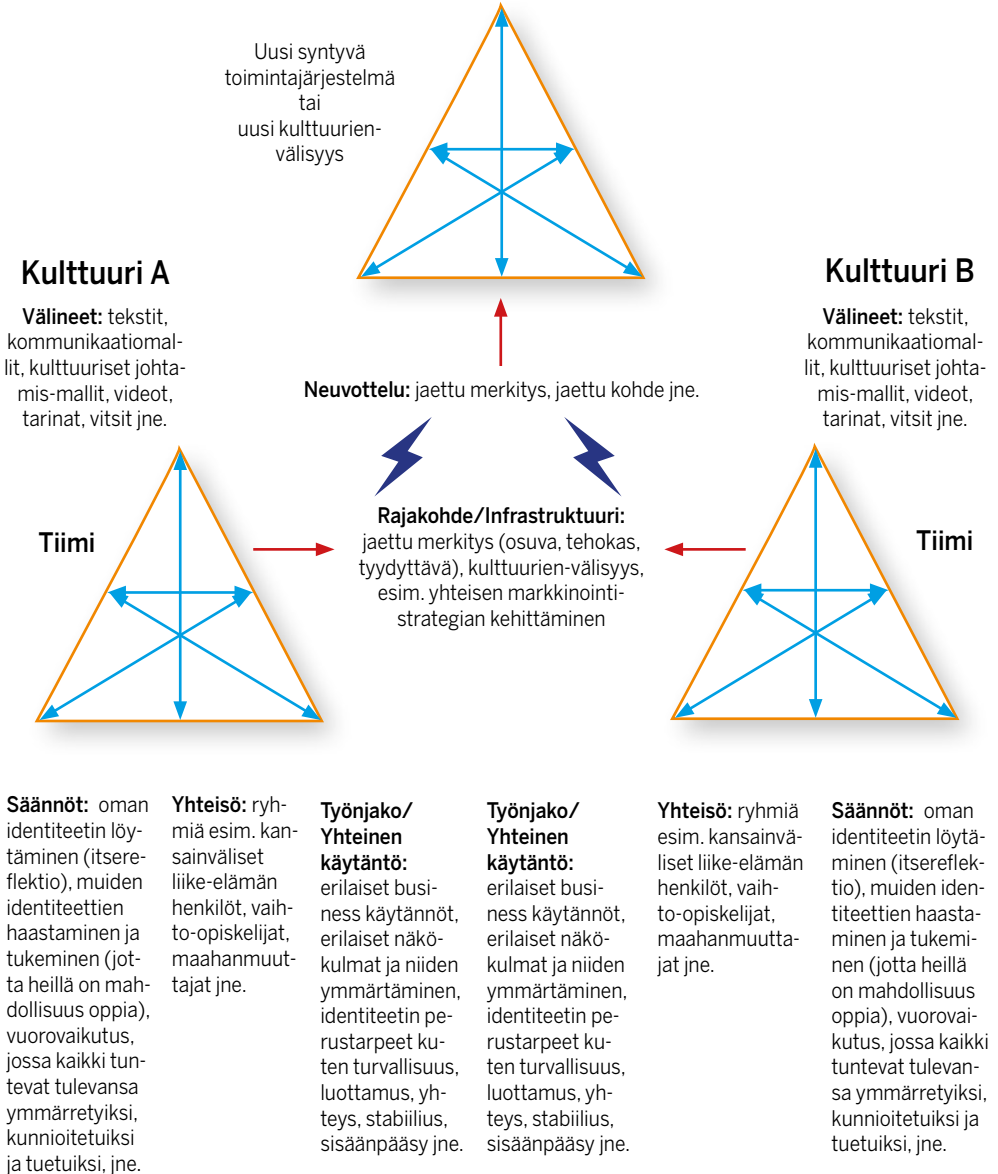 Uusi syntyvä
toimintajärjestelmä
tai
uusi kulttuurien-
välisyys
Kulttuuri A
Välineet: tekstit,
kommunikaatiomal-
lit, kulttuuriset johta-
mis-mallit, videot,
tarinat, vitsit jne.
Kulttuuri B
Välineet: tekstit,
kommunikaatiomal-
lit, kulttuuriset johta-
mis-mallit, videot,
tarinat, vitsit jne.
Neuvottelu: jaettu merkitys, jaettu kohde jne.
Tiimi
Rajakohde/Infrastruktuuri:
jaettu merkitys (osuva, tehokas,
tyydyttävä), kulttuurien-välisyys,
esim. yhteisen markkinointi-
strategian kehittäminen
Tiimi
Säännöt: oman
identiteetin löy-
täminen (itsere-
flektio), muiden
identiteettien
haastaminen ja
tukeminen (jot-
ta heillä on mah-
dollisuus oppia),
vuorovaikutus,
jossa kaikki tun-
tevat tulevansa
ymmärretyiksi,
kunnioitetuiksi
ja tuetuiksi, jne.
Yhteisö: ryh-
miä esim. kan-
sainväliset
liike-elämän
henkilöt, vaih-
to-opiskelijat,
maahanmuut-
tajat jne.
Työnjako/
Yhteinen
käytäntö:
erilaiset busi-
ness käytännöt,
erilaiset näkö-
kulmat ja niiden
ymmärtäminen,
identiteetin pe-
rustarpeet ku-
ten turvallisuus,
luottamus, yh-
teys, stabiilius,
sisäänpääsy jne.
Työnjako/
Yhteinen
käytäntö:
erilaiset busi-
ness käytännöt,
erilaiset näkö-
kulmat ja niiden
ymmärtäminen,
identiteetin pe-
rustarpeet ku-
ten turvallisuus,
luottamus, yh-
teys, stabiilius,
sisäänpääsy jne.
Yhteisö: ryhmiä
esim. kansainvä-
liset liike-elämän
henkilöt, vaih-
to-opiskelijat,
maahanmuutta-
jat jne.
Säännöt: oman
identiteetin löytä-
minen (itsereflek-
tio), muiden iden-
titeettien haasta-
minen ja tukemi-
nen (jotta heillä
on mahdollisuus
oppia), vuorovai-
kutus, jossa kaikki
tuntevat tulevan-
sa ymmärretyiksi,
kunnioitetuiksi ja
tuetuiksi, jne.